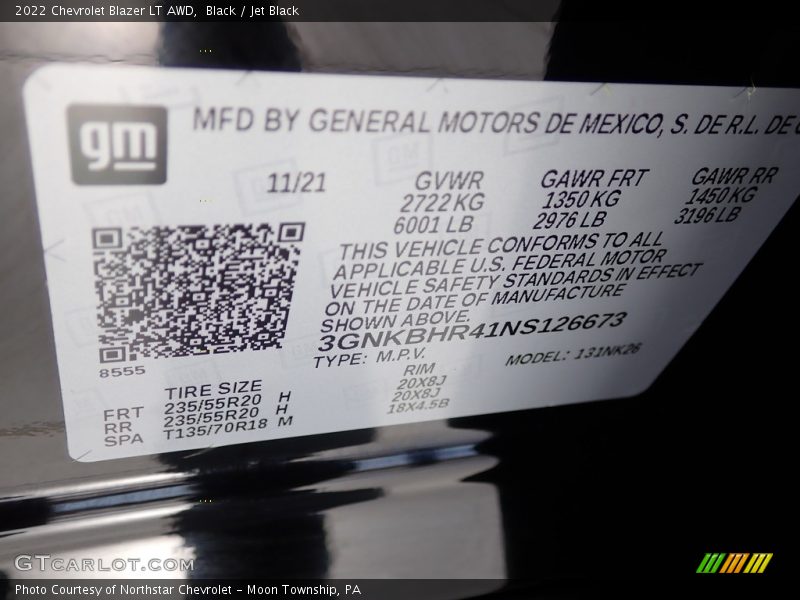 2022 Chevrolet Blazer LT AWD,  Black / Jet Black
gm
MFD BY GENERAL MOTORS DE MEXICO, S. DE R.L. DE C
11/21
GVWR
2722 KG
6001 LB
GAWR FRT
1350 KG
2976 LB
GAWR RR
1450 KG
3196 LB
THIS VEHICLE CONFORMS TO ALL
APPLICABLE U.S. FEDERAL MOTOR
VEHICLE SAFETY STANDARDS IN EFFECT
ON THE DATE OF MANUFACTURE
SHOWN ABOVE.
3GNKBHR41NS126673
TYPE: M.P.V.
MODEL: 131NK26
8555
TIRE SIZE
RIM
FRT 235/55R20 H 20X8J
RR 235/55R20 H 20X8J
SPA T135/70R18 M 18X4.5B
GTCARLOT.COM
Photo Courtesy of Northstar Chevrolet - Moon Township, PA